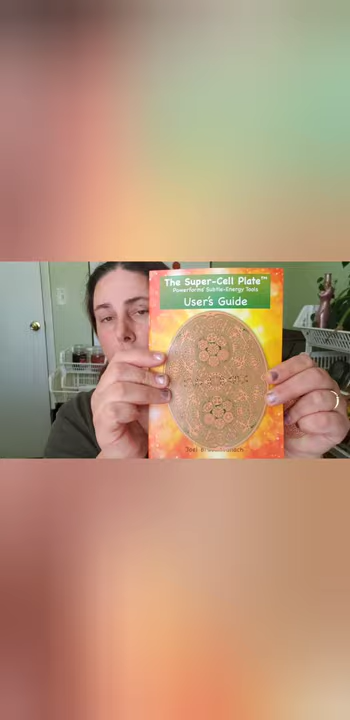 The Super-Cell Plate™
Powerforms' Subtle-Energy Tools
User's Guide